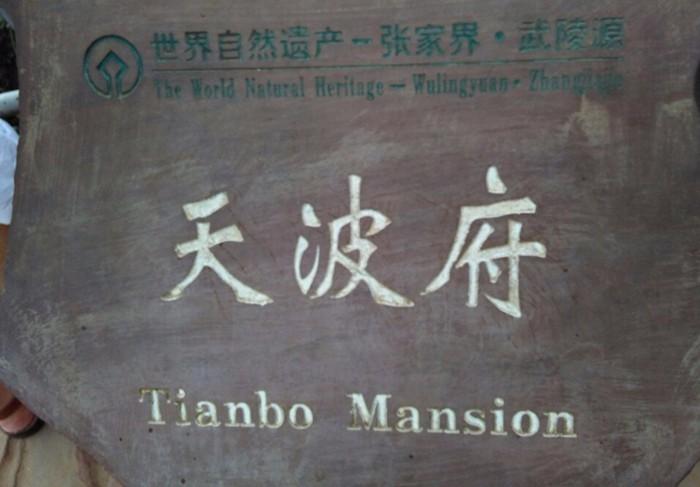 世界自然遗产-张家界·武陵源
The World Natural Heritage — Wulingyuan · Zhangjiajie
天波府
Tianbo Mansion